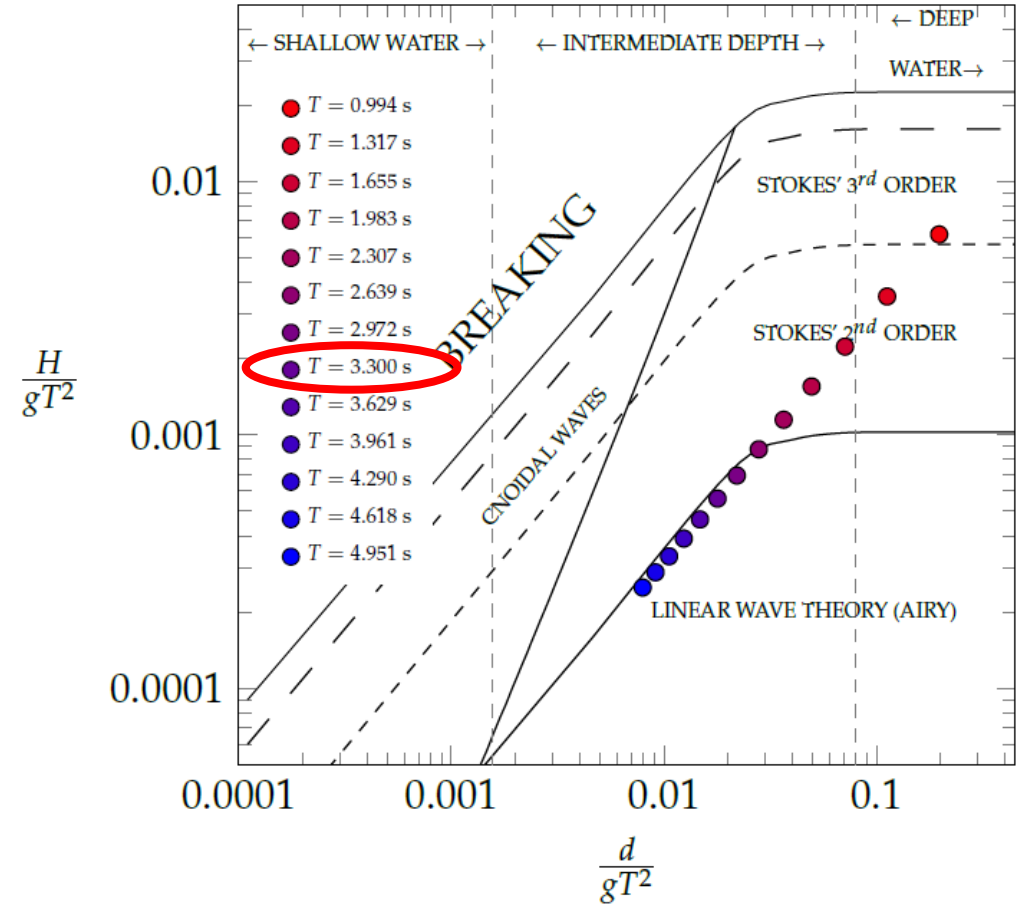 ← DEEP
← SHALLOW WATER →
← INTERMEDIATE DEPTH →
WATER→
T = 0.994 s
T = 1.317 s
T = 1.655 s
T = 1.983 s
T = 2.307 s
T = 2.639 s
T = 2.972 s
T = 3.300 s
T = 3.629 s
T = 3.961 s
T = 4.290 s
T = 4.618 s
T = 4.951 s
BREAKING
STOKES' 3rd ORDER
STOKES' 2nd ORDER
CNOIDAL WAVES
LINEAR WAVE THEORY (AIRY)
0.01
0.001
0.0001
H
gT²
0.0001
0.001
0.01
0.1
d
gT²